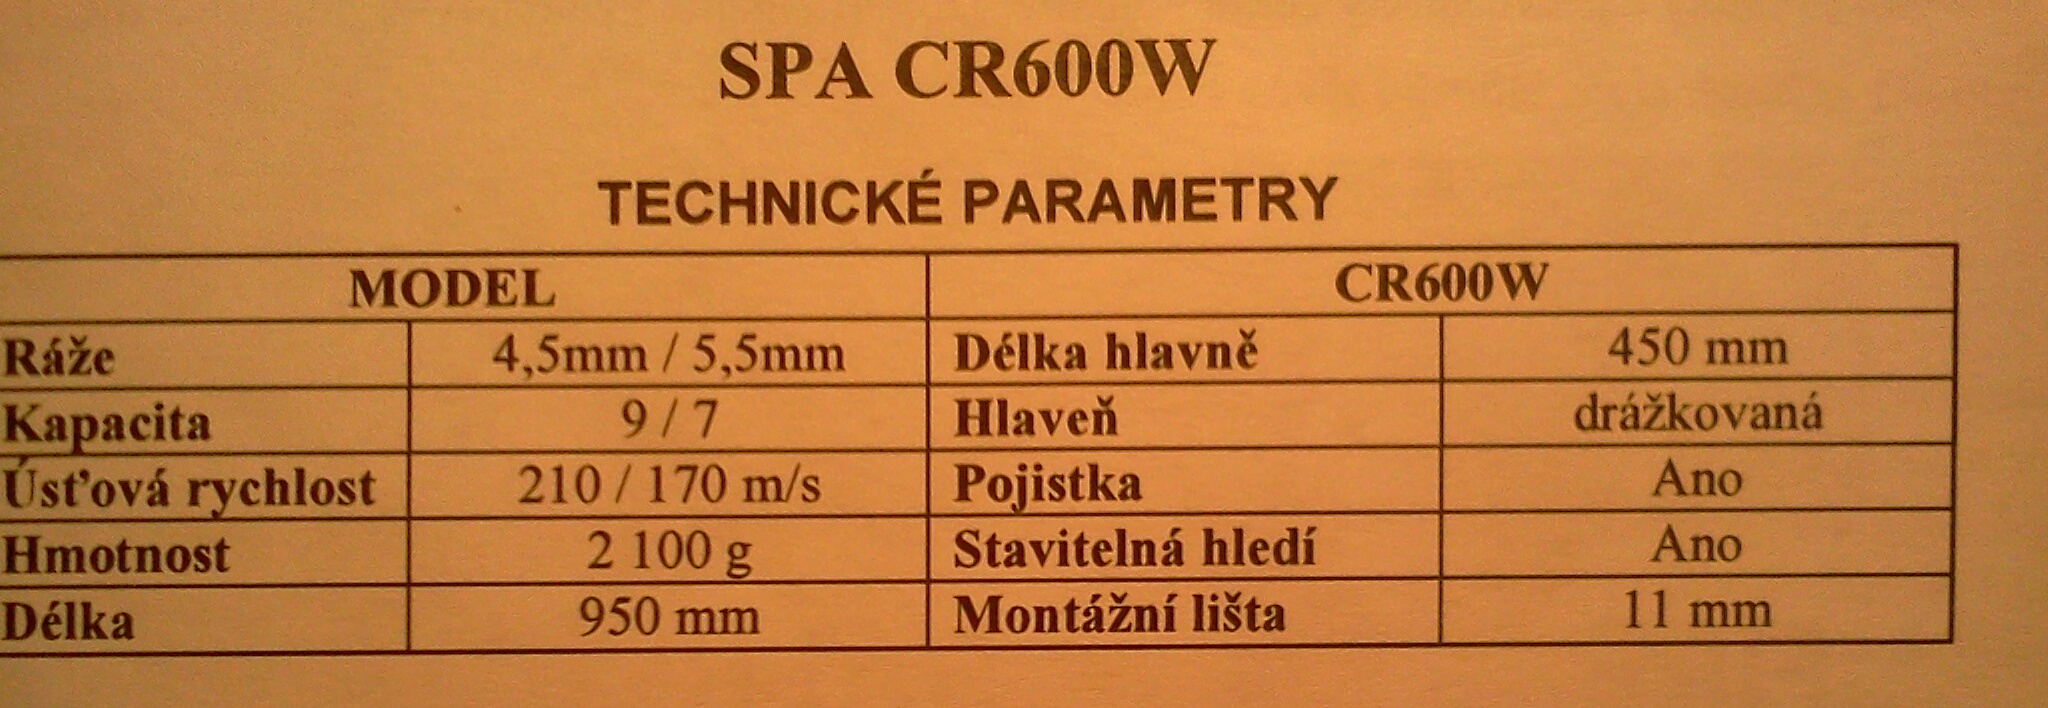 SPA CR600W
TECHNICKÉ PARAMETRY
MODEL CR600W
Ráže 4,5mm / 5,5mm Délka hlavně 450 mm
Kapacita 9 / 7 Hlaveň drážkovaná
Úsťová rychlost 210 / 170 m/s Pojistka Ano
Hmotnost 2 100 g Stavitelná hledí Ano
Délka 950 mm Montážní lišta 11 mm